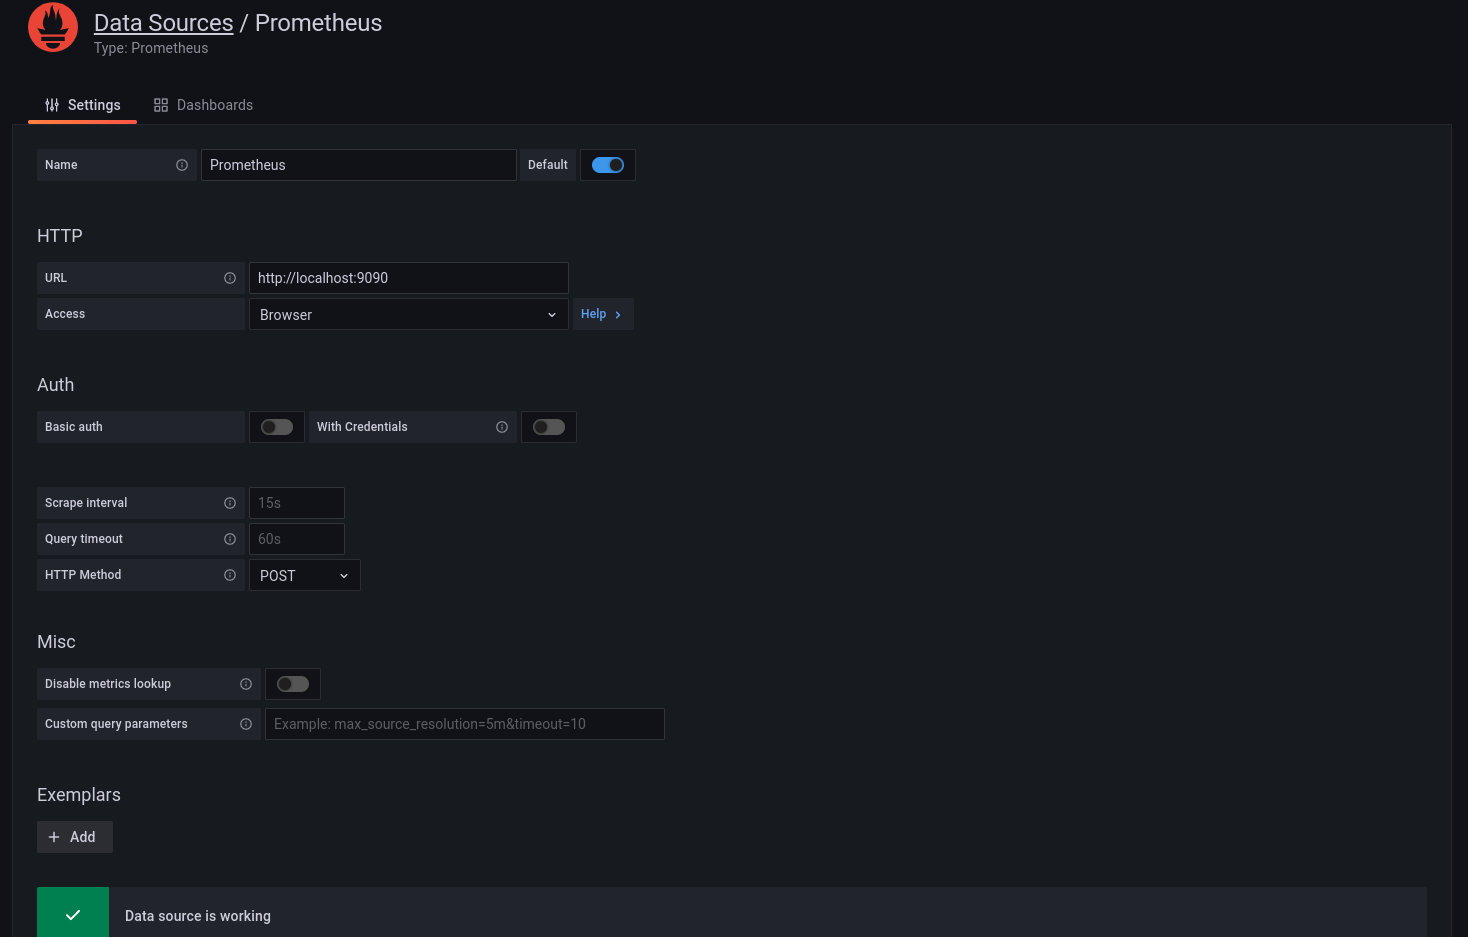 Data Sources / Prometheus
Type: Prometheus
Settings Dashboards
Name Prometheus Default
HTTP
URL http://localhost:9090
Access Browser Help
Auth
Basic auth With Credentials
Scrape interval 15s
Query timeout 60s
HTTP Method POST
Misc
Disable metrics lookup
Custom query parameters Example: max_source_resolution=5m&timeout=10
Exemplars
Add
Data source is working